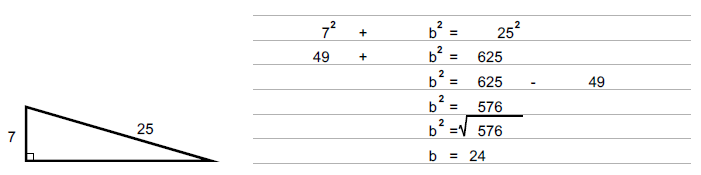 7² + b² = 25²
49 + b² = 625
b² = 625 - 49
b² = 576
b² = √576
b = 24
7
25